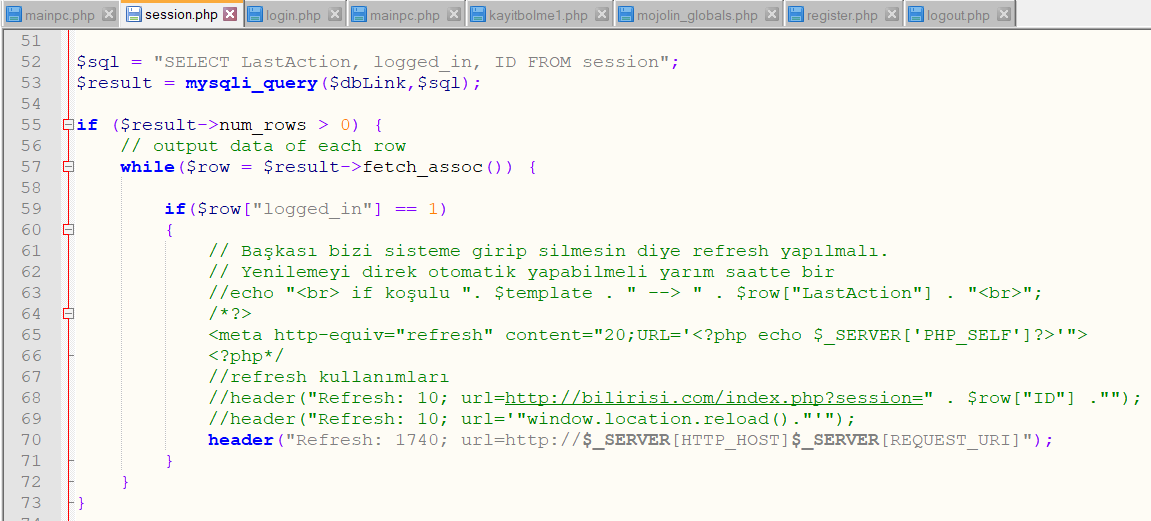 mainpc.php session.php login.php mainpc.php kayitbolme1.php mojolin_globals.php register.php logout.php
51
52 $sql = "SELECT LastAction, logged_in, ID FROM session";
53 $result = mysqli_query($dbLink,$sql);
54
55 if ($result->num_rows > 0) {
56 // output data of each row
57 while($row = $result->fetch_assoc()) {
58
59 if($row["logged_in"] == 1)
60 {
61 // Başkası bizi sisteme girip silmesin diye refresh yapılmalı.
62 // Yenilemeyi direk otomatik yapabilmeli yarım saatte bir
63 //echo "<br> if koşulu ". $template . " --> " . $row["LastAction"] . "<br>";
64 /*?>
65 <meta http-equiv="refresh" content="20;URL='<?php echo $_SERVER['PHP_SELF']?>'">
66 <?php*/
67 //refresh kullanımları
68 //header("Refresh: 10; url=http://bilirisi.com/index.php?session=" . $row["ID"] ."");
69 //header("Refresh: 10; url='"window.location.reload()."'");
70 header("Refresh: 1740; url=http://$_SERVER[HTTP_HOST]$_SERVER[REQUEST_URI]");
71 }
72 }
73 }